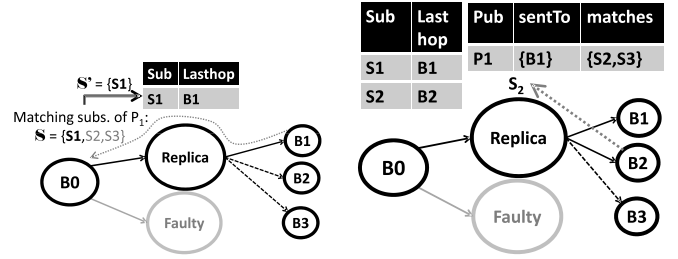 𝕊' = {S1}
Sub Lasthop
S1 B1
Matching subs. of P1:
𝕊 = {S1,S2,S3}
B0
Replica
Faulty
B1
B2
B3
Sub Last hop
S1 B1
S2 B2
Pub sentTo matches
P1 {B1} {S2,S3}
S2
B0
Replica
Faulty
B1
B2
B3